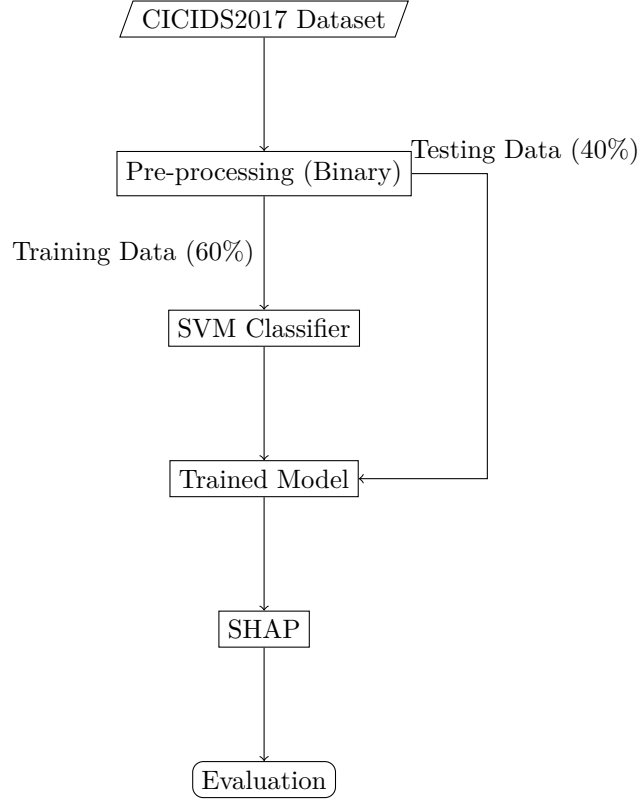 CICIDS2017 Dataset
Testing Data (40%)
Pre-processing (Binary)
Training Data (60%)
SVM Classifier
Trained Model
SHAP
Evaluation